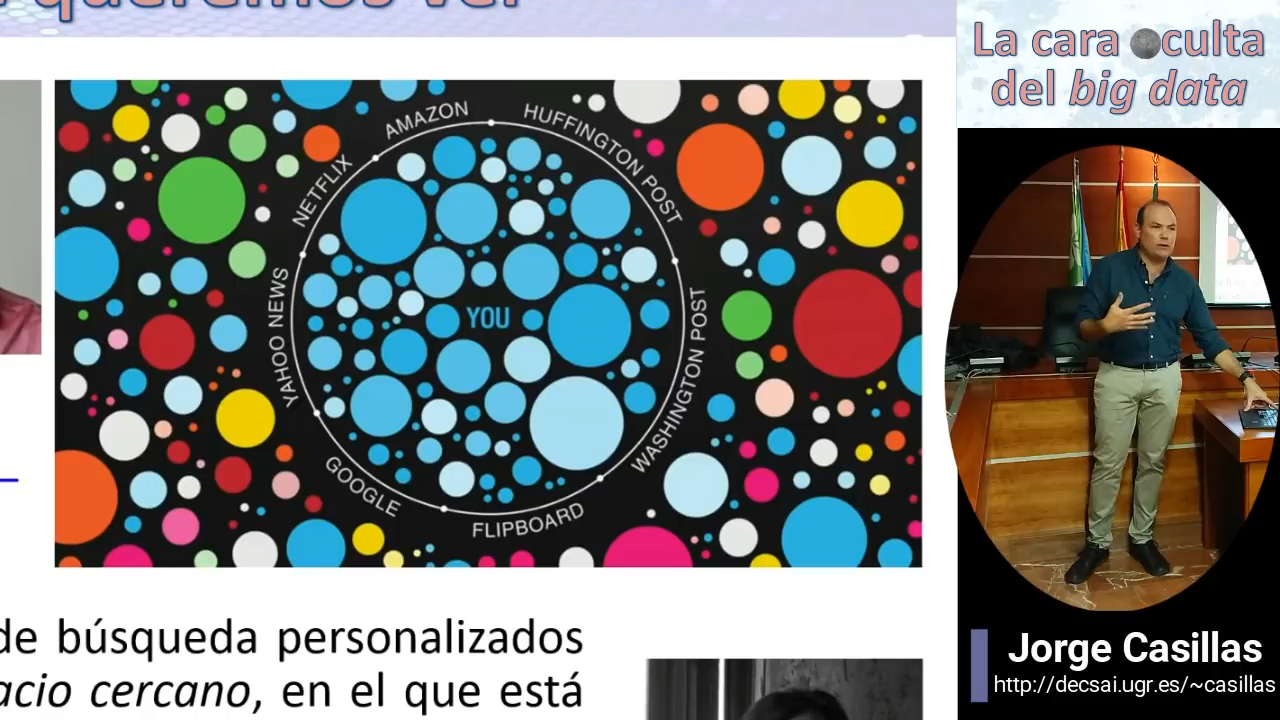 queremos ver
AMAZON
HUFFINGTON POST
NETFLIX
YAHOO NEWS
YOU
WASHINGTON POST
GOOGLE
FLIPBOARD
de búsqueda personalizados
acio cercano, en el que está
La cara oculta
del big data
Jorge Casillas
http://decsai.ugr.es/~casillas